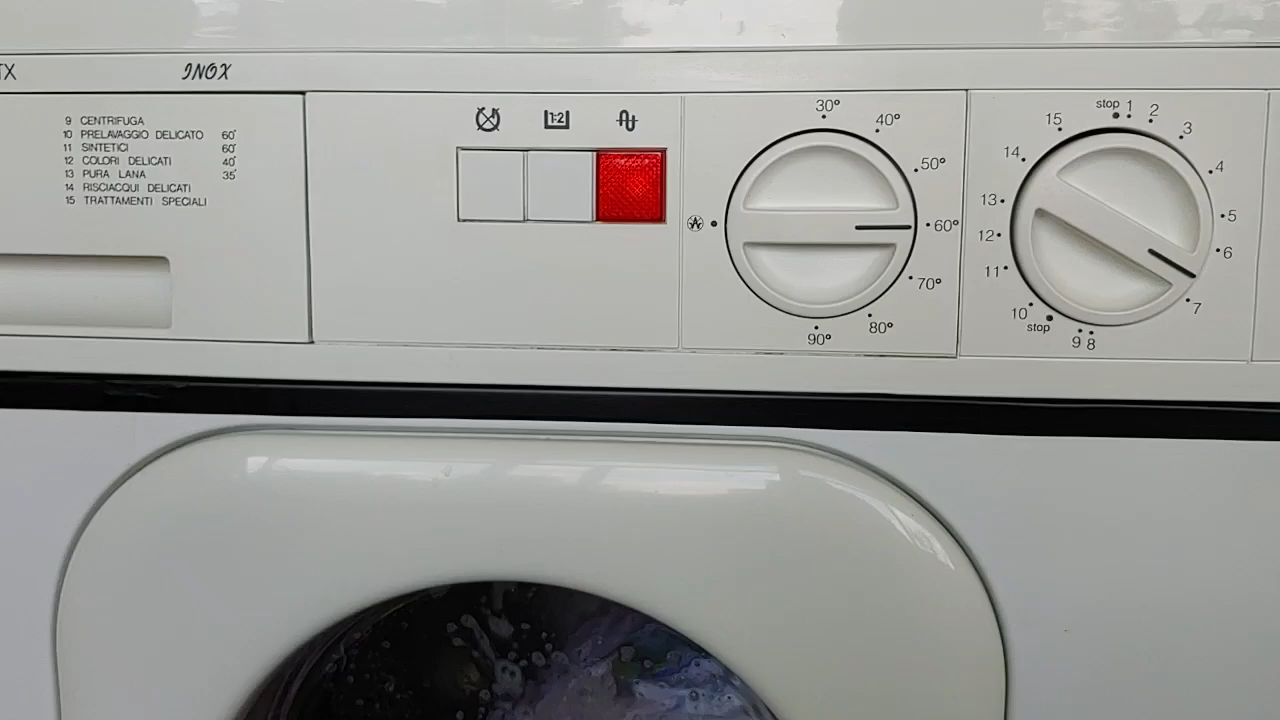 TX INOX
9 CENTRIFUGA
10 PRELAVAGGIO DELICATO 60°
11 SINTETICI 60°
12 COLORI DELICATI 40°
13 PURA LANA 35°
14 RISCIACQUI DELICATI
15 TRATTAMENTI SPECIALI
1:2
30°
40°
50°
60°
70°
80°
90°
stop
1
2
3
4
5
6
7
8
9
stop
10
11
12
13
14
15